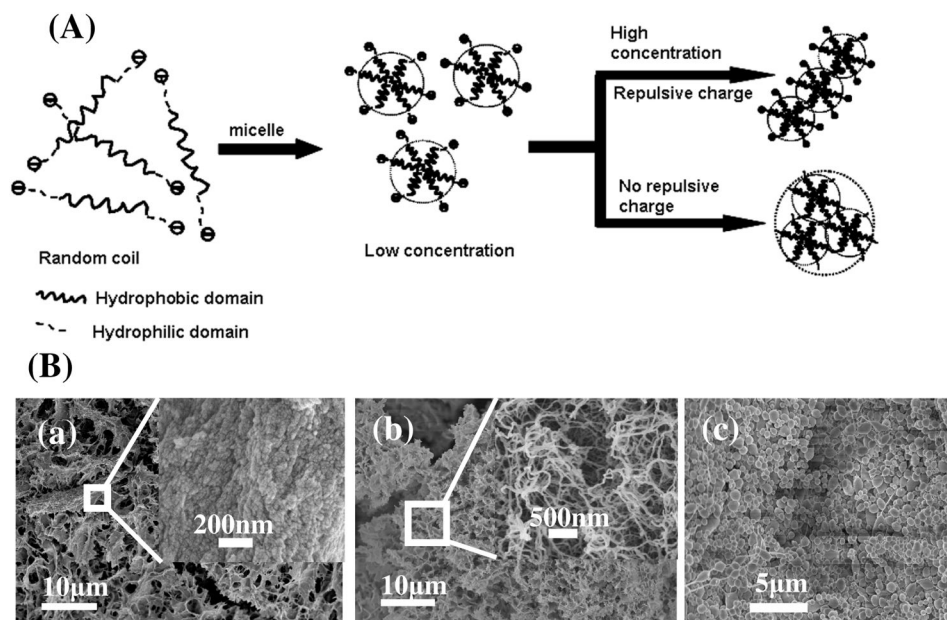 (A)
High
concentration
Repulsive charge
micelle
No repulsive
charge
Random coil
Low concentration
Hydrophobic domain
Hydrophilic domain
(B)
(a)
200nm
10μm
(b)
500nm
10μm
(c)
5μm